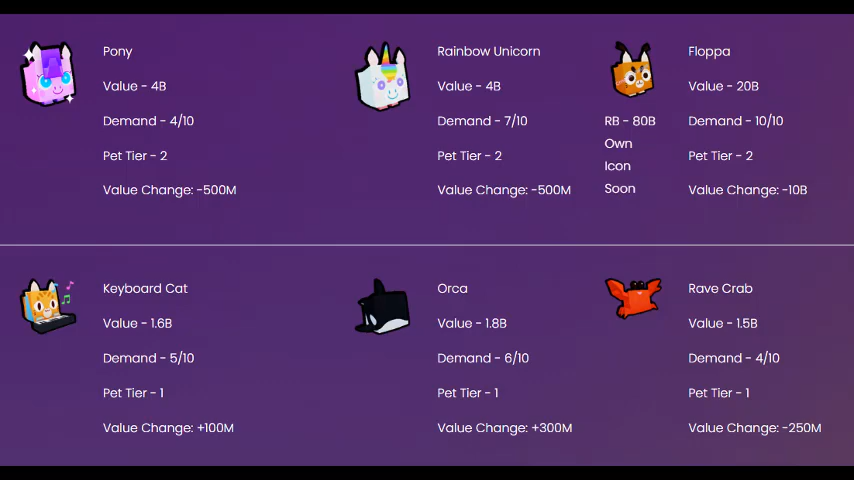 Pony
Value - 4B
Demand - 4/10
Pet Tier - 2
Value Change: -500M
Rainbow Unicorn
Value - 4B
Demand - 7/10
Pet Tier - 2
Value Change: -500M
RB - 80B
Own
Icon
Soon
Floppa
Value - 20B
Demand - 10/10
Pet Tier - 2
Value Change: -10B
Keyboard Cat
Value - 1.6B
Demand - 5/10
Pet Tier - 1
Value Change: +100M
Orca
Value - 1.8B
Demand - 6/10
Pet Tier - 1
Value Change: +300M
Rave Crab
Value - 1.5B
Demand - 4/10
Pet Tier - 1
Value Change: -250M